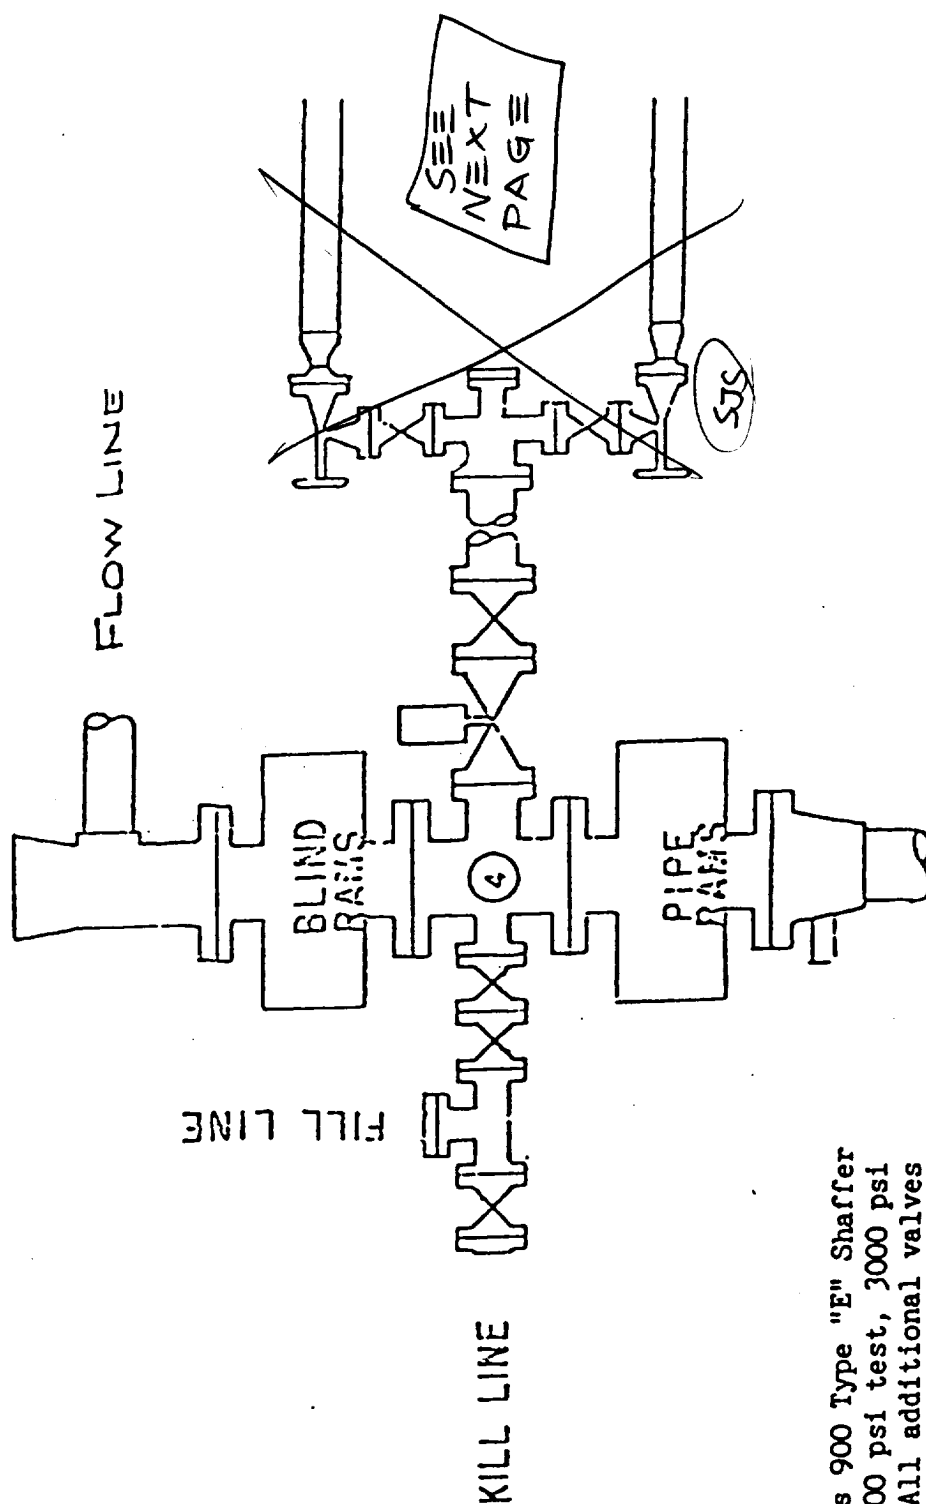 FLOW LINE
SEE
NEXT
PAGE
SJS
BLIND
RAMS
4
PIPE
RAMS
FILL LINE
KILL LINE
s 900 Type "E" Shaffer
00 psi test, 3000 psi
All additional valves